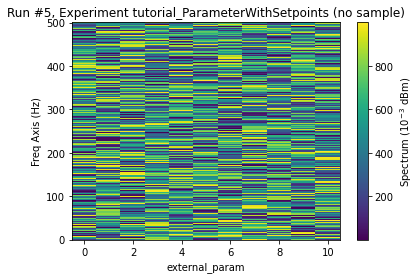 Run #5, Experiment tutorial_ParameterWithSetpoints (no sample)
500
400
300
200
100
0
Freq Axis (Hz)
0 2 4 6 8 10
external_param
800
600
400
200
Spectrum (10⁻³ dBm)